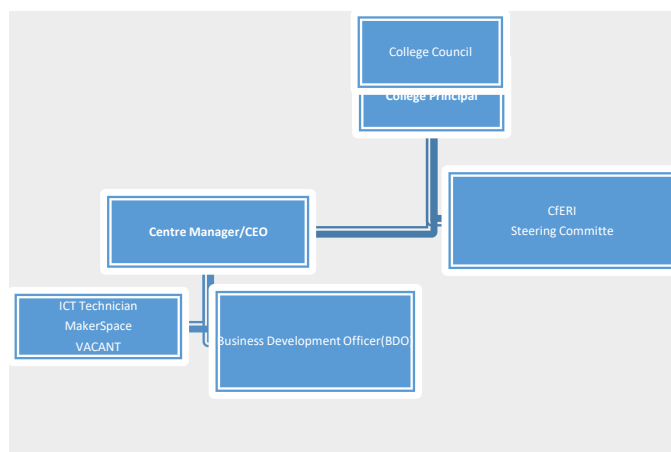 College Council
College Principal
CfERI
Steering Committe
Centre Manager/CEO
ICT Technician
MakerSpace
VACANT
Business Development Officer(BDO